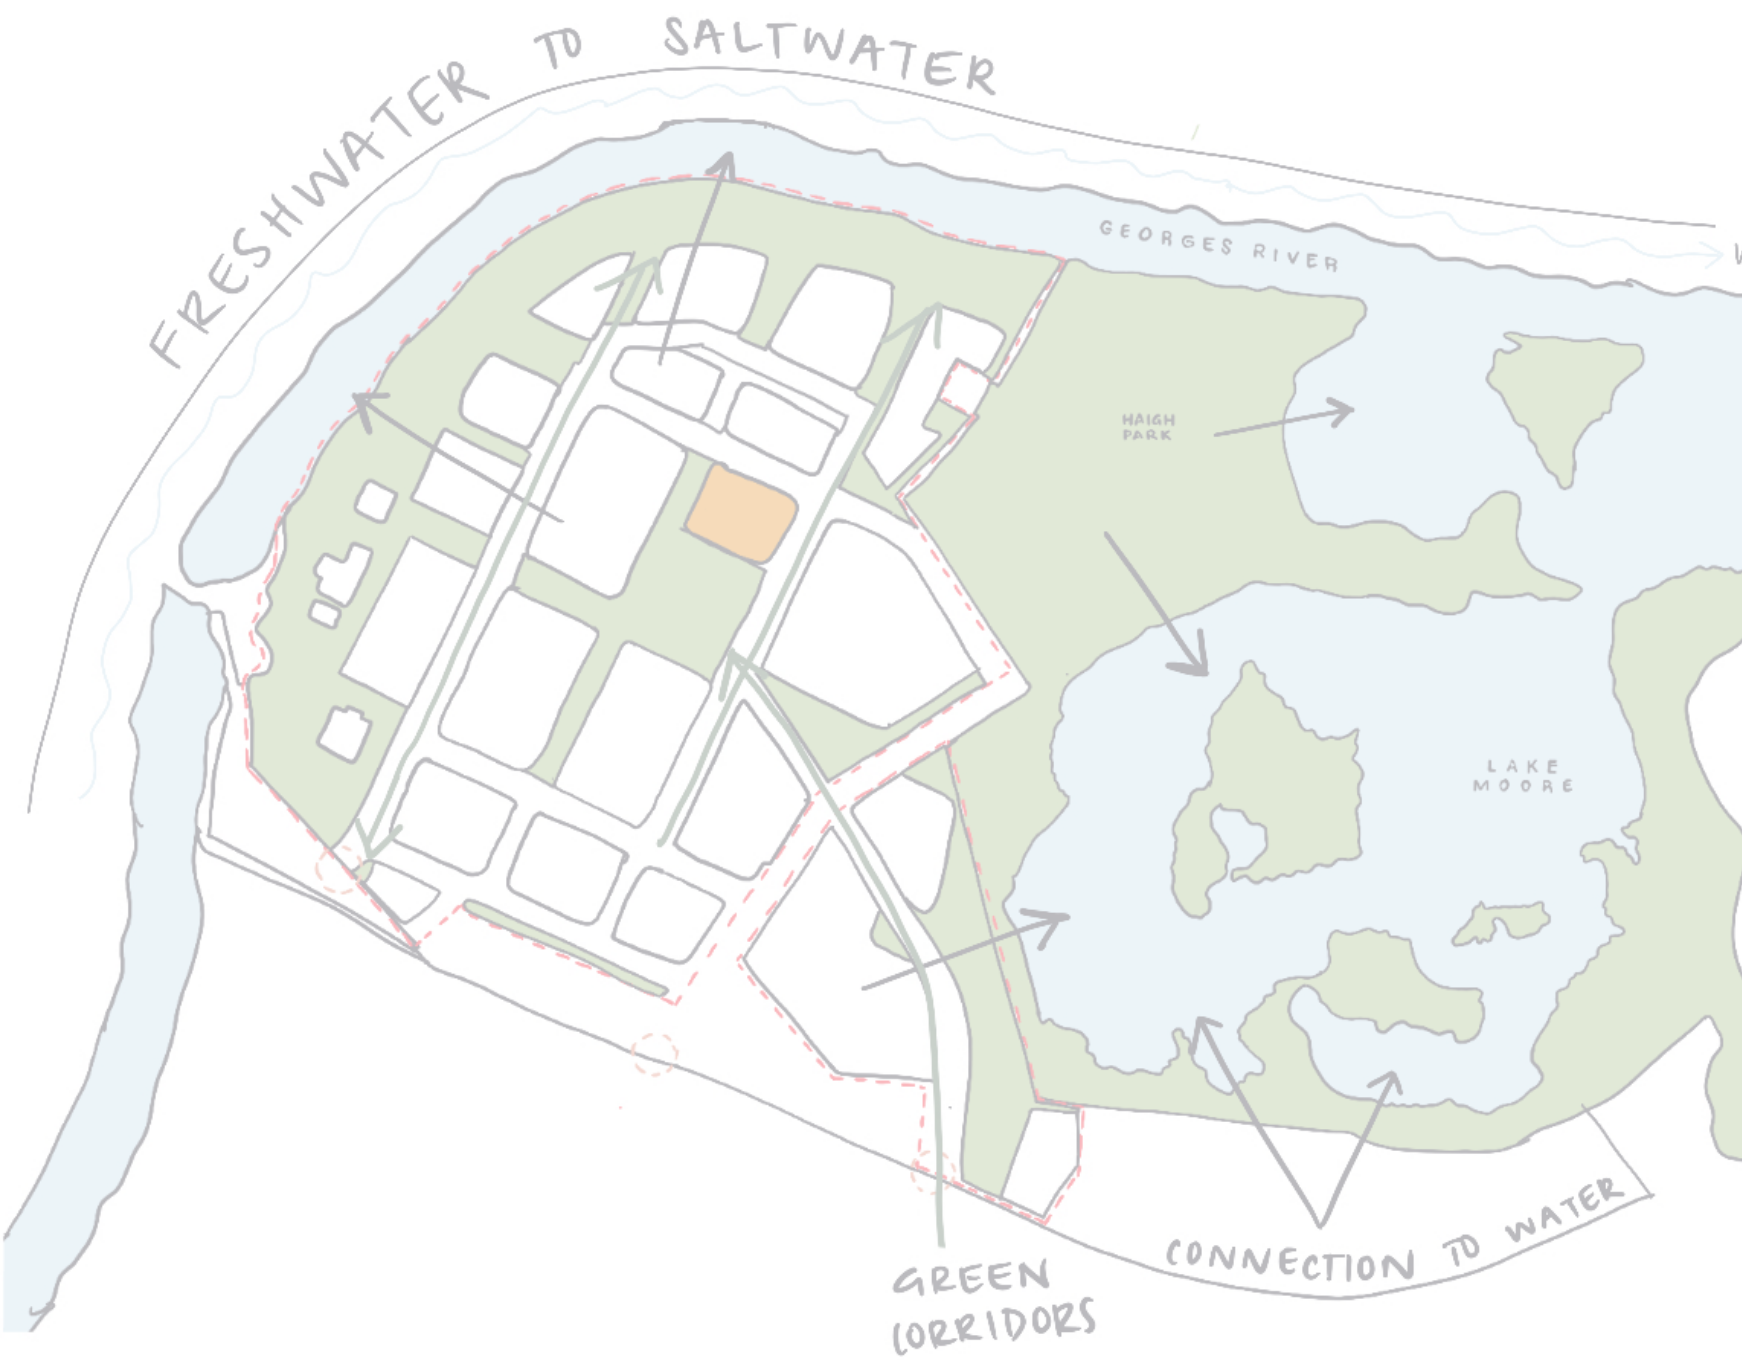 FRESHWATER TO SALTWATER
GEORGES RIVER
HAIGH
PARK
LAKE
MOORE
CONNECTION TO WATER
GREEN
CORRIDORS